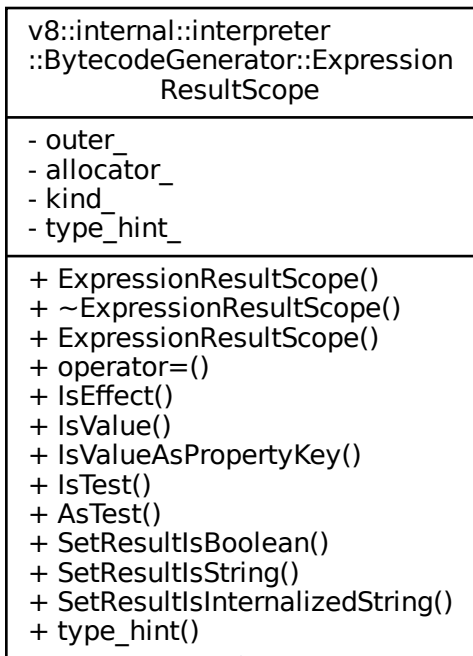 v8::internal::interpreter
::BytecodeGenerator::Expression
ResultScope
- outer_
- allocator_
- kind_
- type_hint_
+ ExpressionResultScope()
+ ~ExpressionResultScope()
+ ExpressionResultScope()
+ operator=()
+ IsEffect()
+ IsValue()
+ IsValueAsPropertyKey()
+ IsTest()
+ AsTest()
+ SetResultIsBoolean()
+ SetResultIsString()
+ SetResultIsInternalizedString()
+ type_hint()